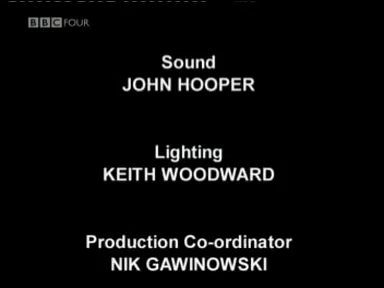 BBC FOUR
Sound
JOHN HOOPER
Lighting
KEITH WOODWARD
Production Co-ordinator
NIK GAWINOWSKI